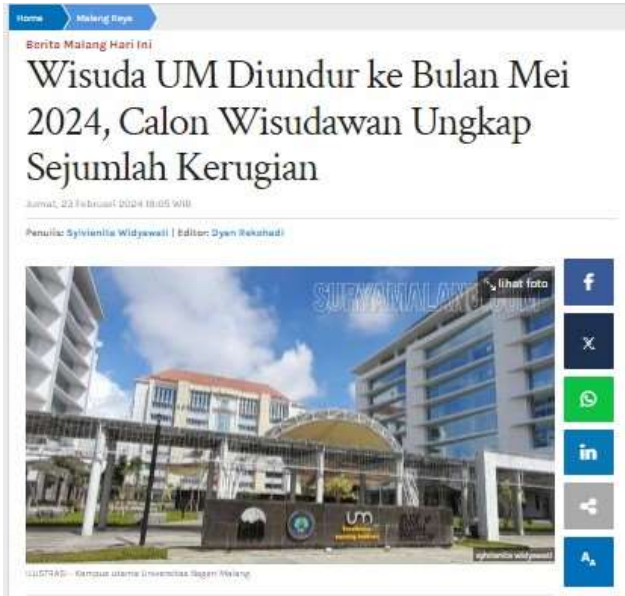 Home Malang Raya
Berita Malang Hari Ini
Wisuda UM Diundur ke Bulan Mei
2024, Calon Wisudawan Ungkap
Sejumlah Kerugian
Jumat, 23 Februari 2024 18:05 WIB
Penulis: Sylvianita Widyawati | Editor: Dyan Rekohadi
lihat foto
SURYAMALANG.COM
f
X
in
UM
sylvianita widyawati
A A
ILUSTRASI - Kampus utama Universitas Negeri Malang